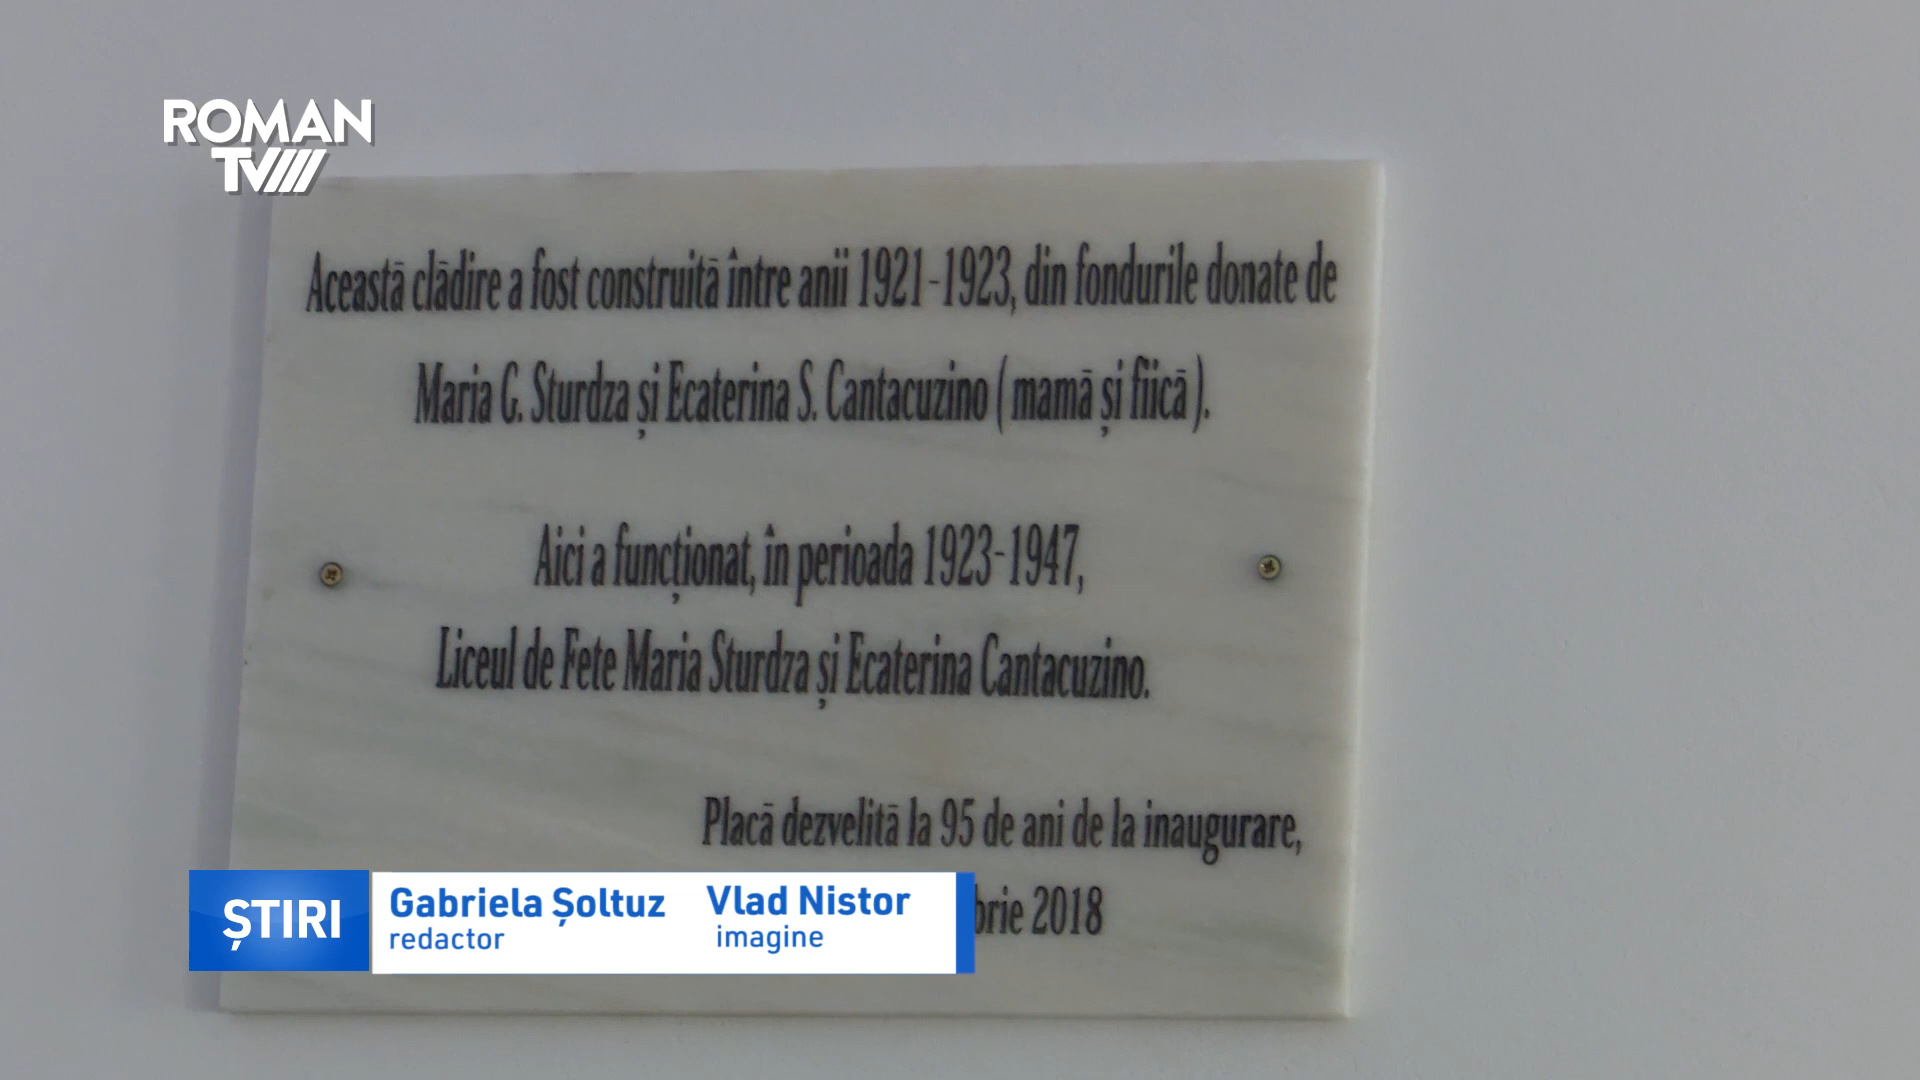 ROMAN
TV
Această clădire a fost construită între anii 1921-1923, din fondurile donate de
Maria G. Sturdza și Ecaterina S. Cantacuzino ( mamă și fiică ).
Aici a funcționat, în perioada 1923-1947,
Liceul de Fete Maria Sturdza și Ecaterina Cantacuzino.
Placă dezvelită la 95 de ani de la inaugurare,
brie 2018
ȘTIRI
Gabriela Șoltuz Vlad Nistor
redactor imagine